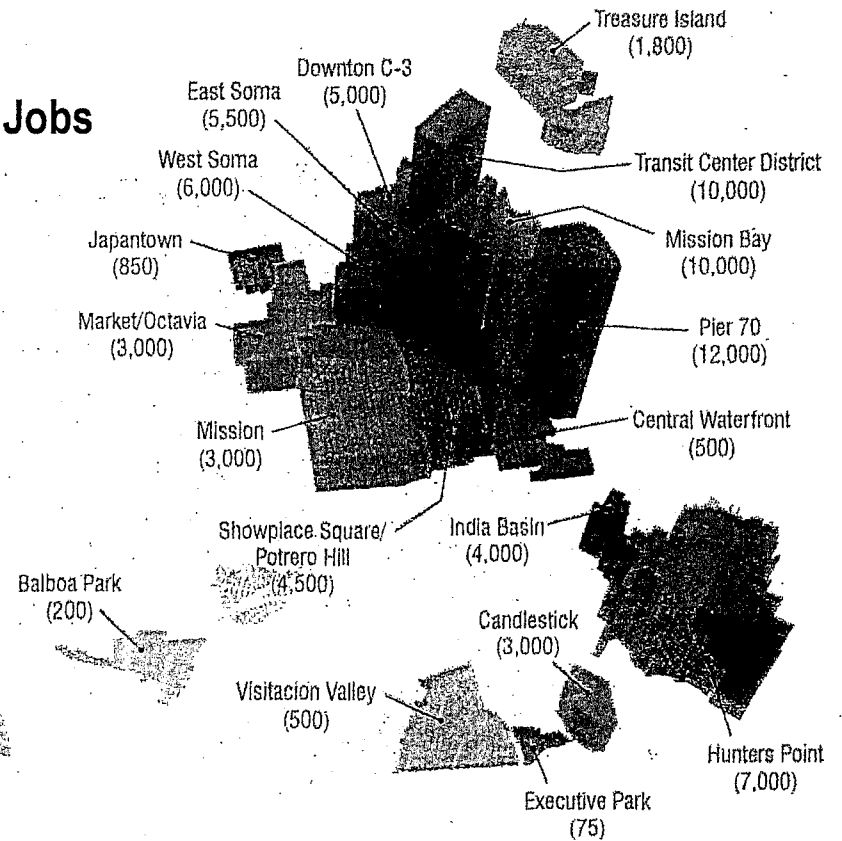 Jobs
Treasure Island
(1,800)
Downton C-3
(5,000)
East Soma
(5,500)
West Soma
(6,000)
Transit Center District
(10,000)
Japantown
(850)
Mission Bay
(10,000)
Market/Octavia
(3,000)
Pier 70
(12,000)
Mission
(3,000)
Central Waterfront
(500)
Showplace Square/
Potrero Hill
(4,500)
India Basin
(4,000)
Balboa Park
(200)
Candlestick
(3,000)
Visitacion Valley
(500)
Hunters Point
(7,000)
Executive Park
(75)